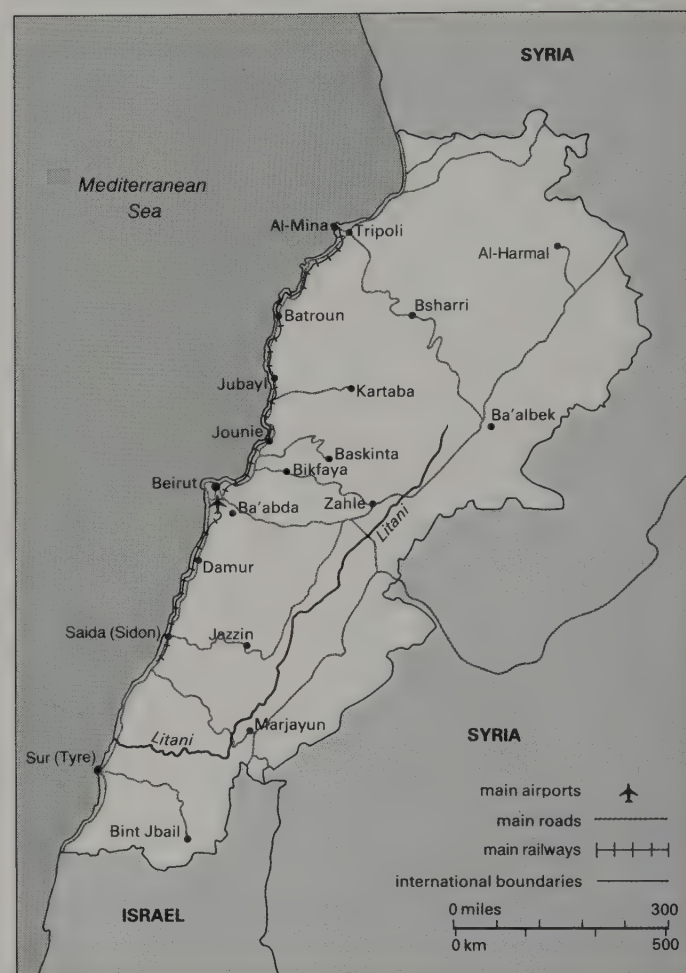 SYRIA
Mediterranean
Sea
Al-Mina
Tripoli
Al-Harmal
Batroun
Bsharri
Jubayl
Kartaba
Jounie
Ba'albek
Baskinta
Bikfaya
Beirut
Zahle
Ba'abda
Litani
Damur
Saida (Sidon)
Jazzin
Marjayun
Litani
SYRIA
Sur (Tyre)
main airports
main roads
Bint Jbail
main railways
international boundaries
ISRAEL
0 miles 300
0 km 500